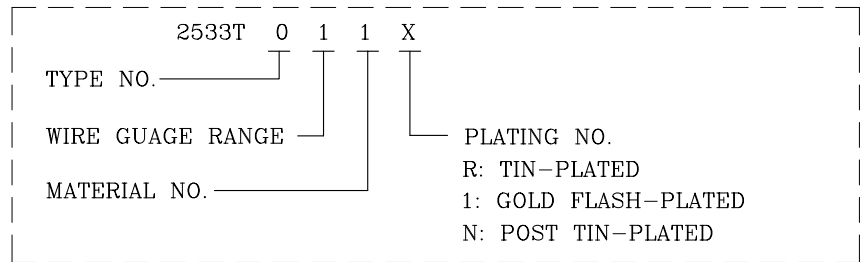 2533T 0 1 1 X
TYPE NO.
WIRE GUAGE RANGE
PLATING NO.
R: TIN-PLATED
MATERIAL NO.
1: GOLD FLASH-PLATED
N: POST TIN-PLATED